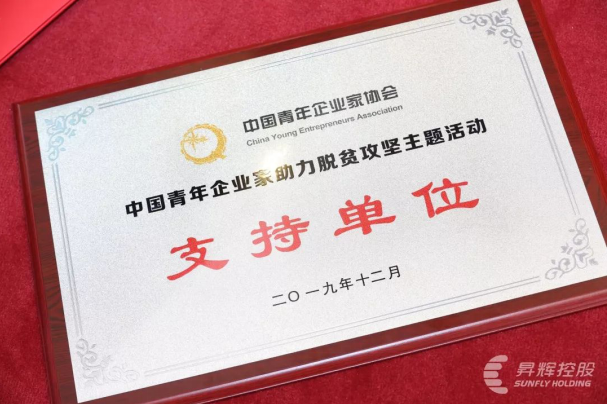 中国青年企业家协会
China Young Entrepreneurs Association
中国青年企业家助力脱贫攻坚主题活动
支持单位
二〇一九年十二月
昇辉控股
SUNFLY HOLDING